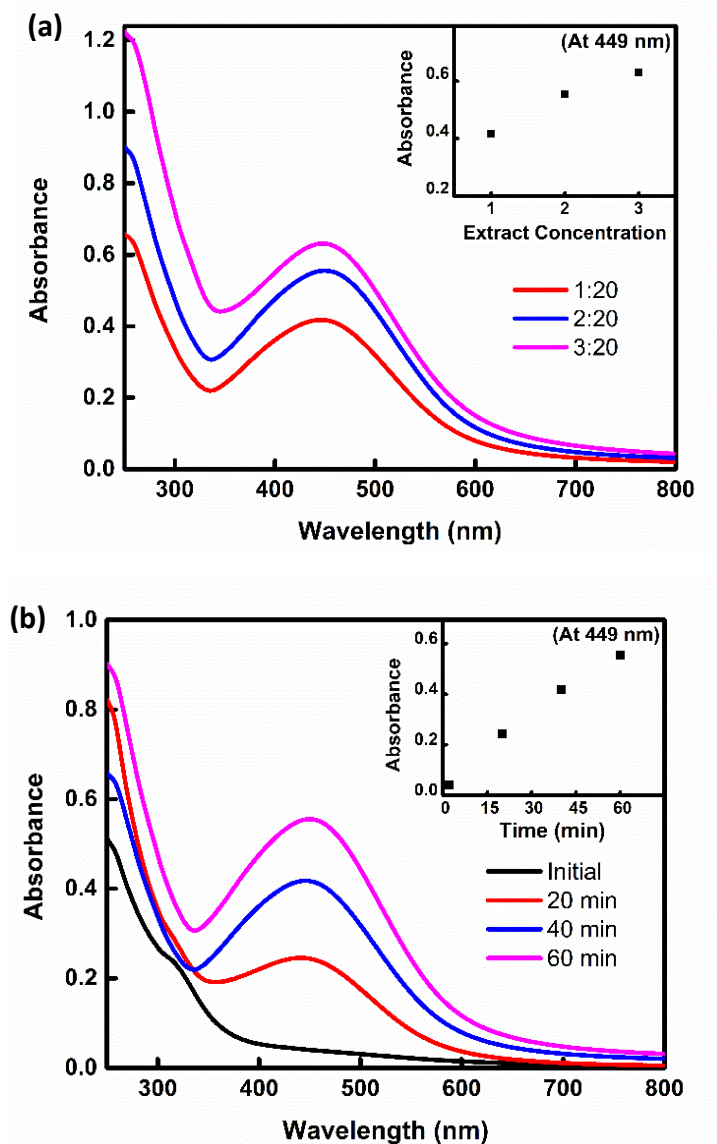 (a)
1.2
1.0
0.8
0.6
0.4
0.2
0.0
Absorbance
300 400 500 600 700 800
Wavelength (nm)
(At 449 nm)
0.6
0.4
0.2
Absorbance
1 2 3
Extract Concentration
1:20
2:20
3:20
(b)
1.0
0.8
0.6
0.4
0.2
0.0
Absorbance
300 400 500 600 700 800
Wavelength (nm)
(At 449 nm)
0.6
0.4
0.2
0.0
Absorbance
15 30 45 60
Time (min)
Initial
20 min
40 min
60 min